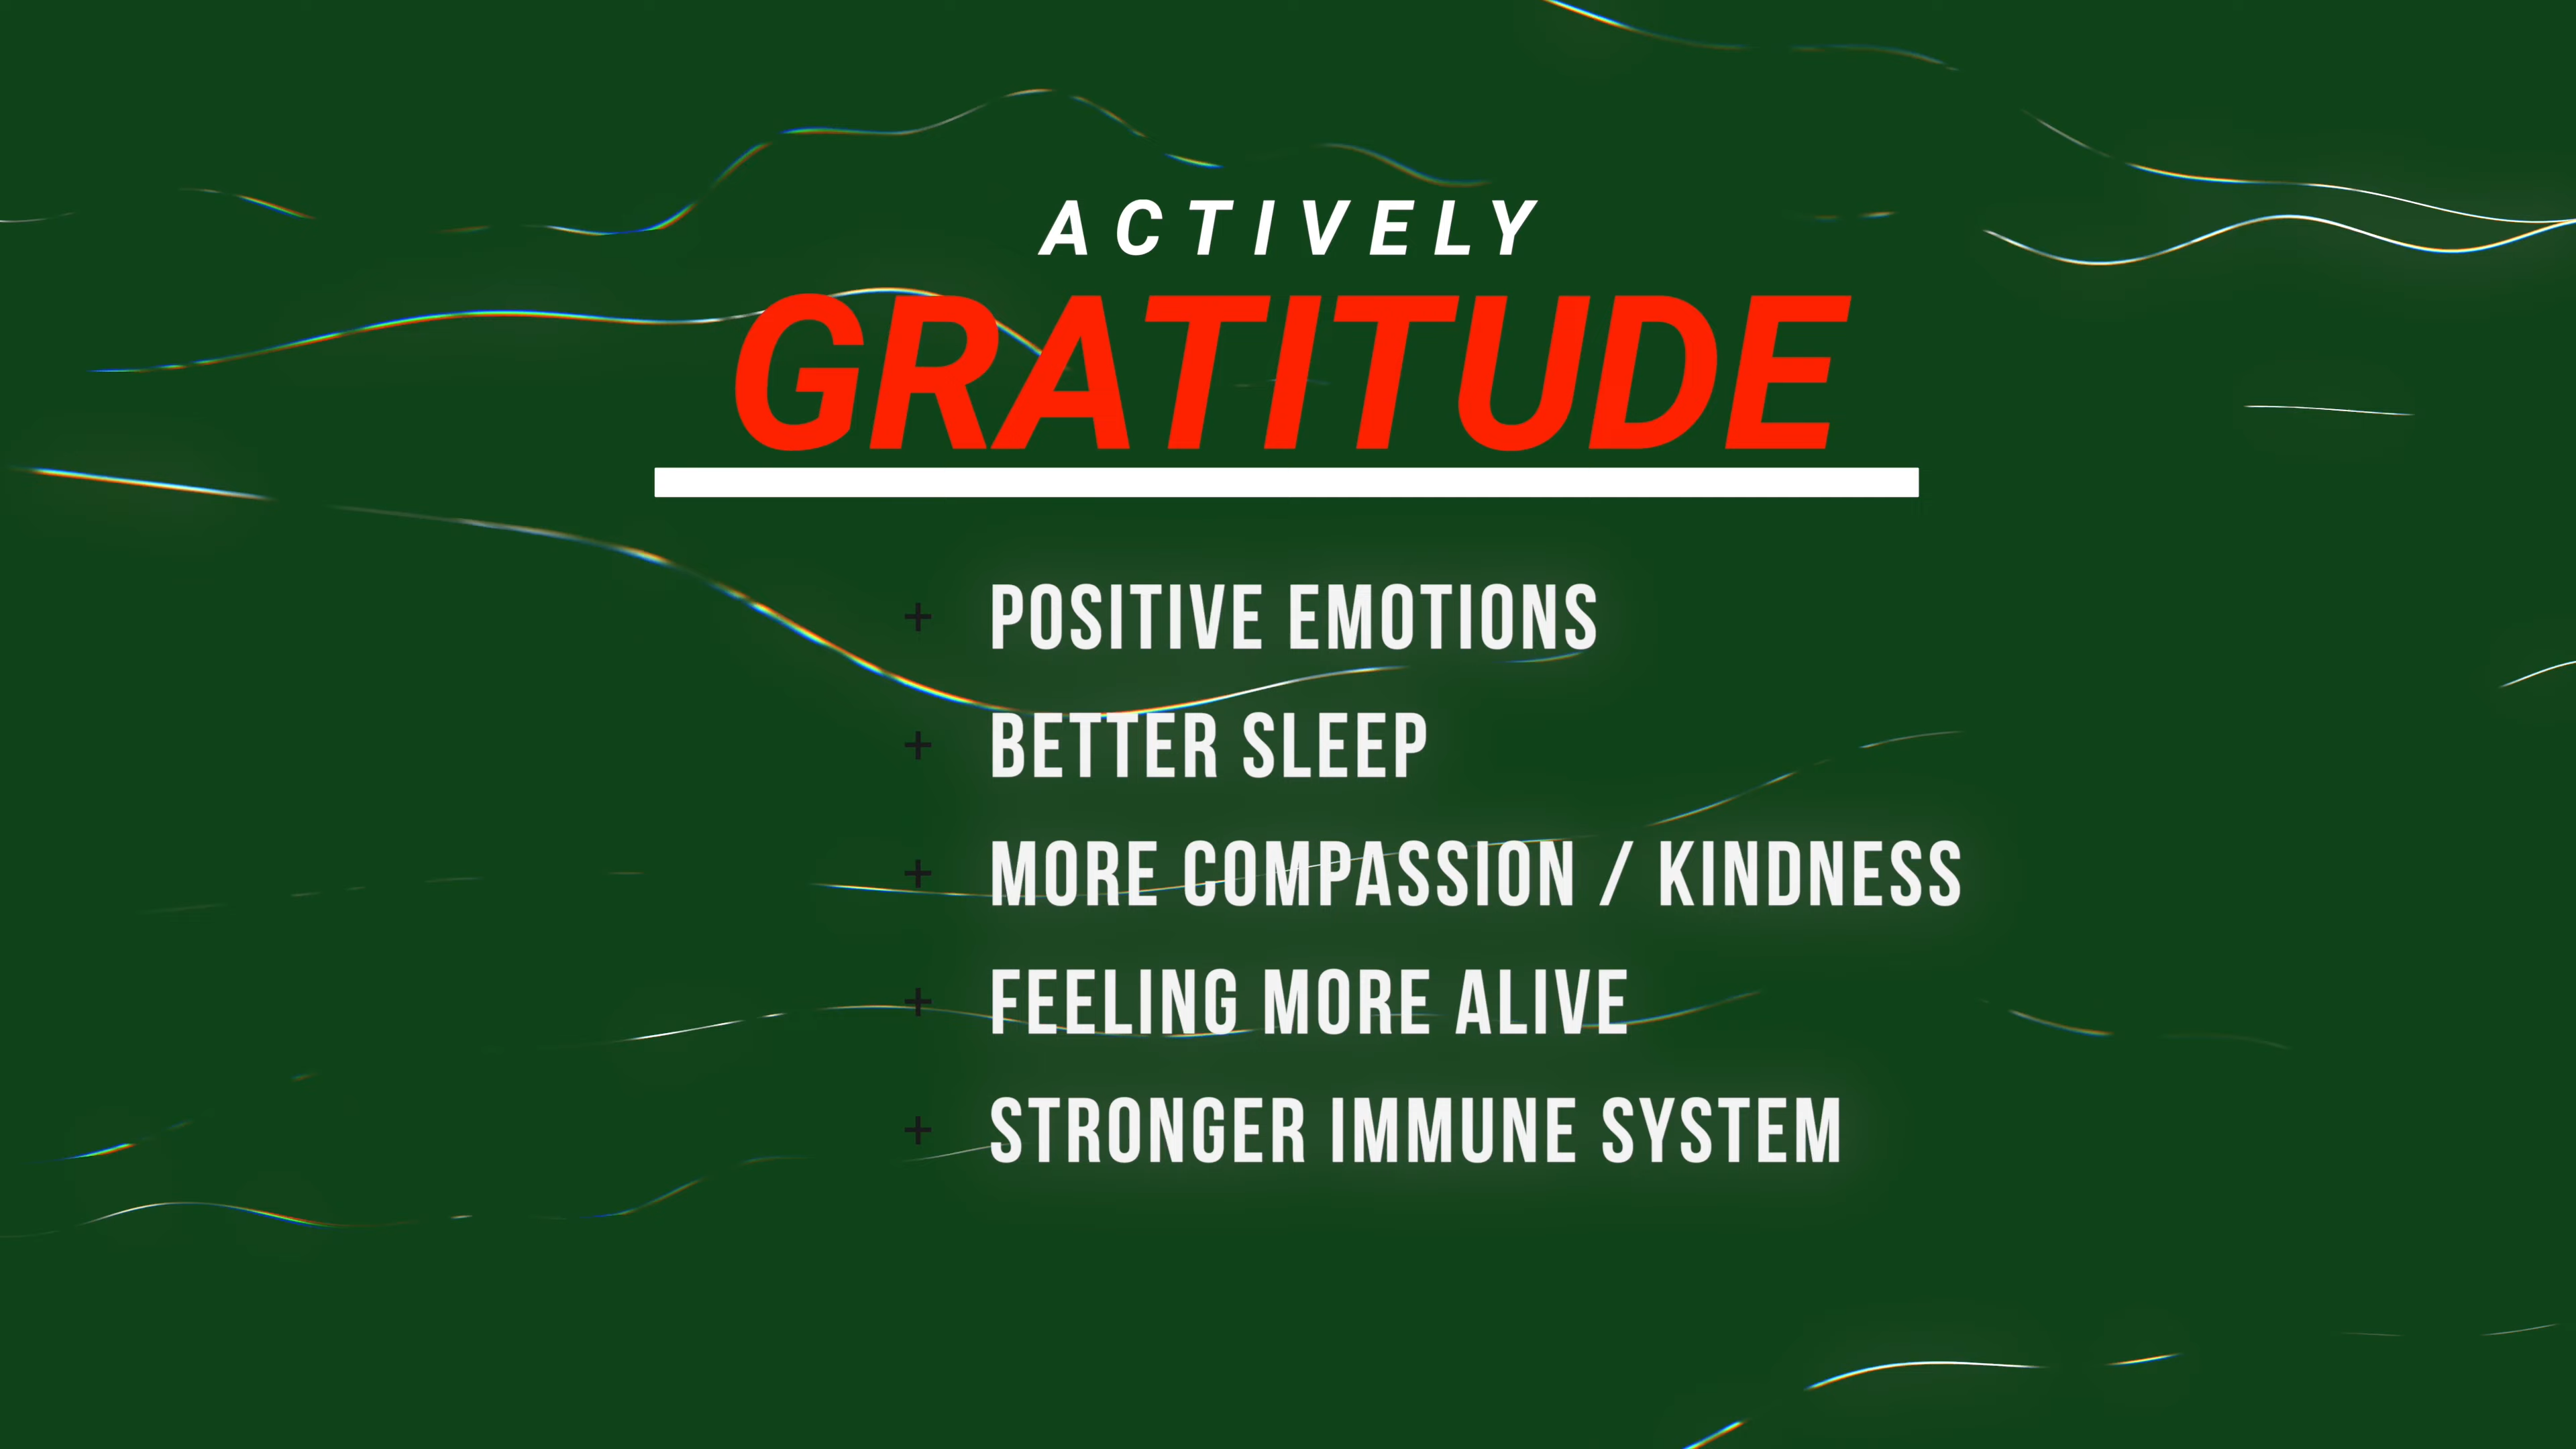 ACTIVELY
GRATITUDE
+ POSITIVE EMOTIONS
+ BETTER SLEEP
+ MORE COMPASSION / KINDNESS
+ FEELING MORE ALIVE
+ STRONGER IMMUNE SYSTEM